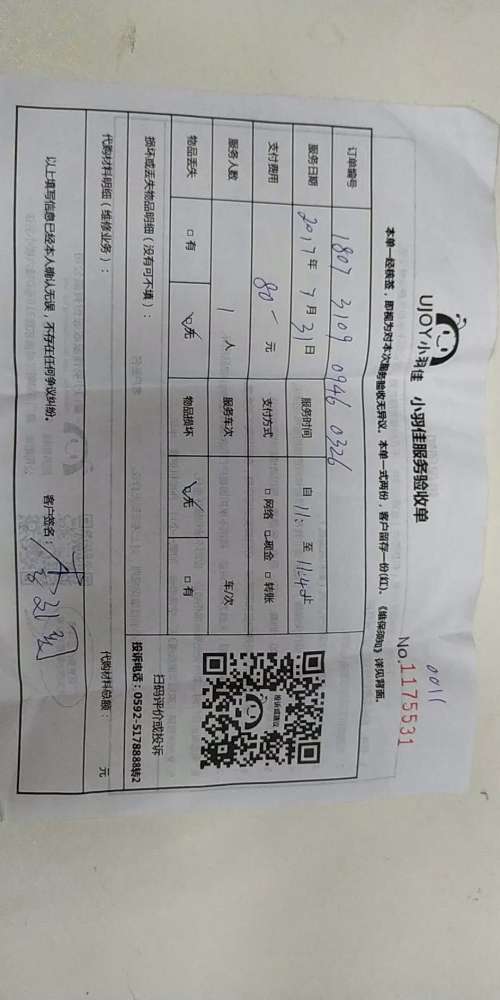 UJOY小羽佳 小羽佳服务验收单
0011
No.1175531
本单一经核签，即视为对本次服务验收无异议。本单一式两份，客户留存一份(红)。《维保须知》详见背面。
订单编号 1807 3109 0946 0326
服务日期 2017年 7月 31日 服务时间 自 11: 至 11:42止
支付费用 80- 元 支付方式 □网络 □现金 □转账
服务人数 1 人 服务车次 车/次
物品丢失 □有 □无 物品损坏 □无 □有
投诉或建议
扫码评价或投诉
投诉电话：0592-5178888转2
损坏或丢失物品明细（没有可不填）：
代购材料明细（维修业务）： 代购材料总额： 元
以上填写信息已经本人确认无误，不存在任何争议纠纷。 客户签名：